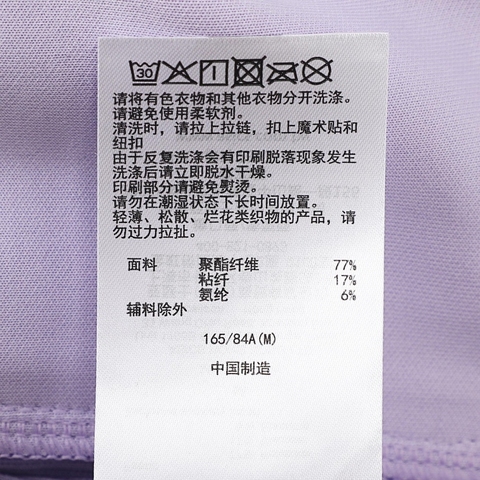 30
请将有色衣物和其他衣物分开洗涤。
请避免使用柔软剂。
清洗时，请拉上拉链，扣上魔术贴和
纽扣
由于反复洗涤会有印刷脱落现象发生
洗涤后请立即脱水干燥。
印刷部分请避免熨烫。
请勿在潮湿状态下长时间放置。
轻薄、松散、烂花类织物的产品，请
勿过力拉扯。
面料 聚酯纤维 77%
粘纤 17%
氨纶 6%
辅料除外
165/84A(M)
中国制造